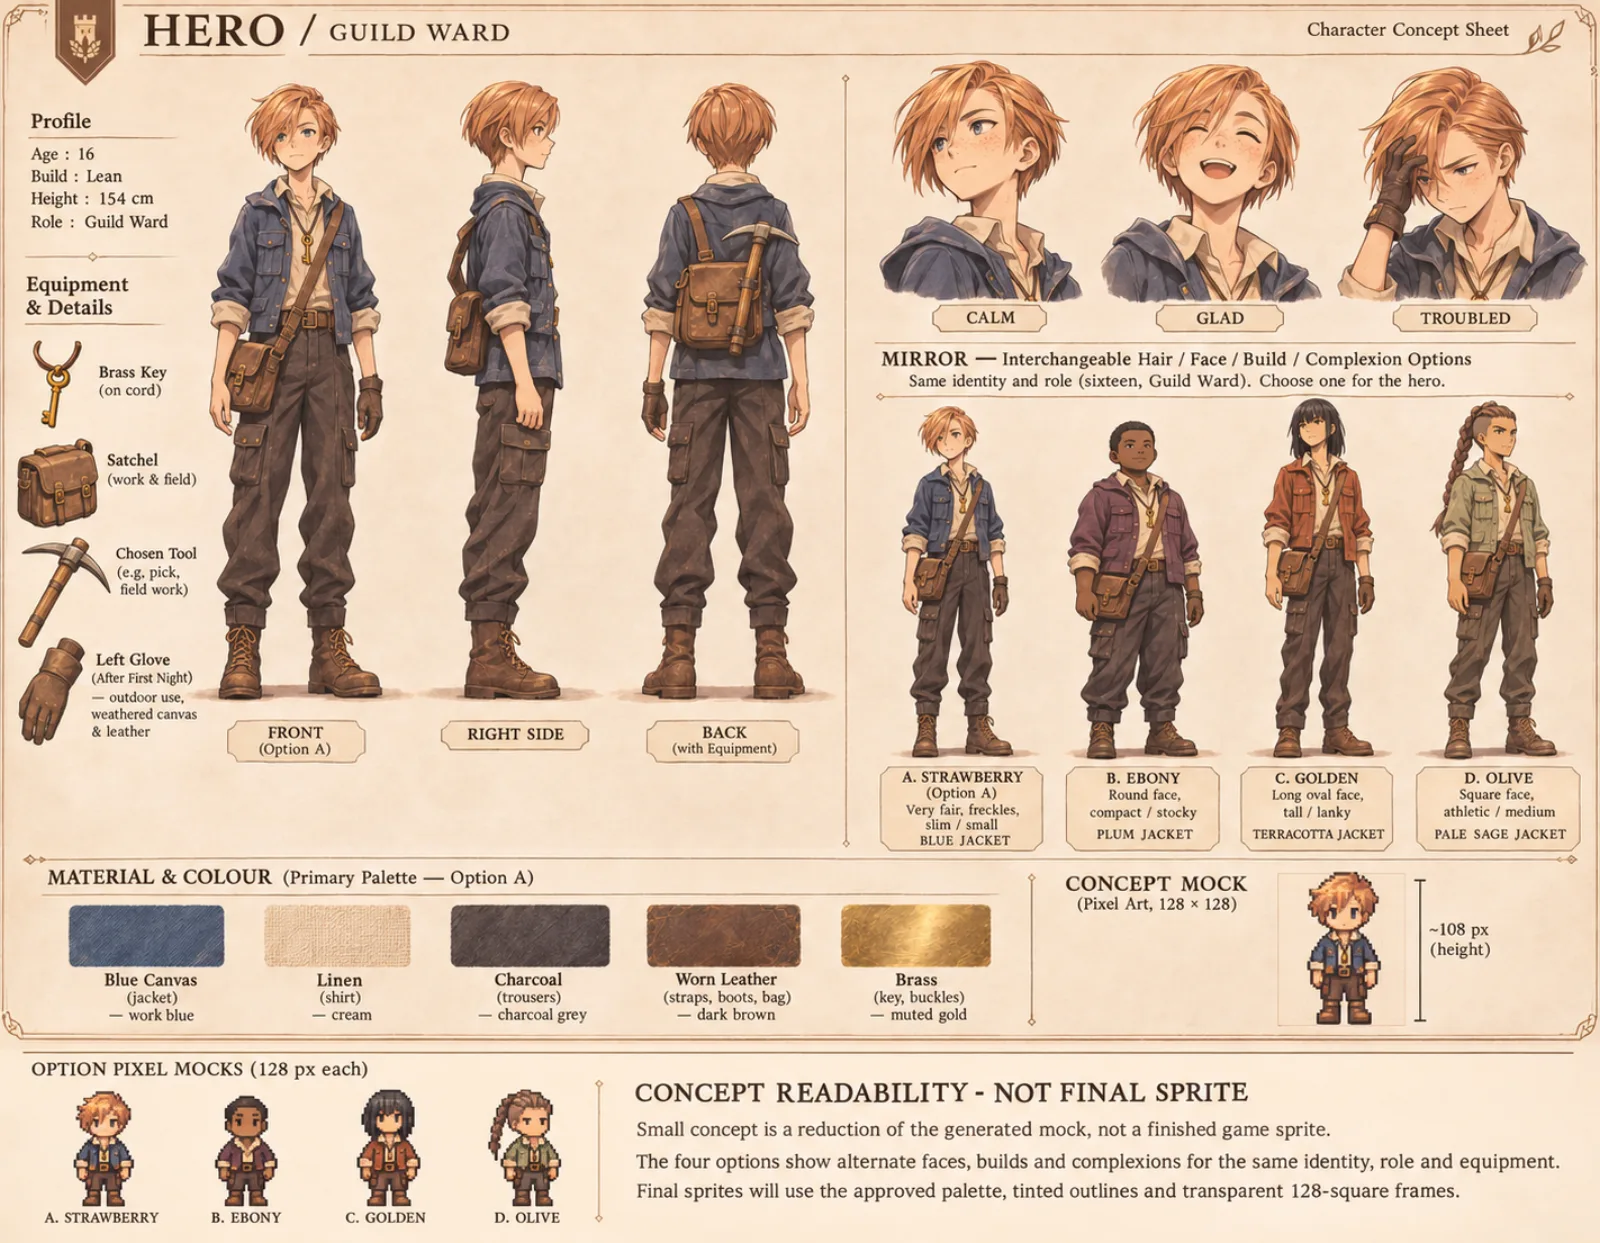 HERO / GUILD WARD
Character Concept Sheet
Profile
Age : 16
Build : Lean
Height : 154 cm
Role : Guild Ward
Equipment
& Details
Brass Key
(on cord)
Satchel
(work & field)
Chosen Tool
(e.g, pick,
field work)
Left Glove
(After First Night)
— outdoor use,
weathered canvas
& leather
FRONT
(Option A)
RIGHT SIDE
BACK
(with Equipment)
CALM
GLAD
TROUBLED
MIRROR — Interchangeable Hair / Face / Build / Complexion Options
Same identity and role (sixteen, Guild Ward). Choose one for the hero.
A. STRAWBERRY
(Option A)
Very fair, freckles,
slim / small
BLUE JACKET
B. EBONY
Round face,
compact / stocky
PLUM JACKET
C. GOLDEN
Long oval face,
tall / lanky
TERRACOTTA JACKET
D. OLIVE
Square face,
athletic / medium
PALE SAGE JACKET
MATERIAL & COLOUR (Primary Palette — Option A)
Blue Canvas
(jacket)
— work blue
Linen
(shirt)
— cream
Charcoal
(trousers)
— charcoal grey
Worn Leather
(straps, boots, bag)
— dark brown
Brass
(key, buckles)
— muted gold
CONCEPT MOCK
(Pixel Art, 128 × 128)
~108 px
(height)
OPTION PIXEL MOCKS (128 px each)
A. STRAWBERRY
B. EBONY
C. GOLDEN
D. OLIVE
CONCEPT READABILITY - NOT FINAL SPRITE
Small concept is a reduction of the generated mock, not a finished game sprite.
The four options show alternate faces, builds and complexions for the same identity, role and equipment.
Final sprites will use the approved palette, tinted outlines and transparent 128-square frames.